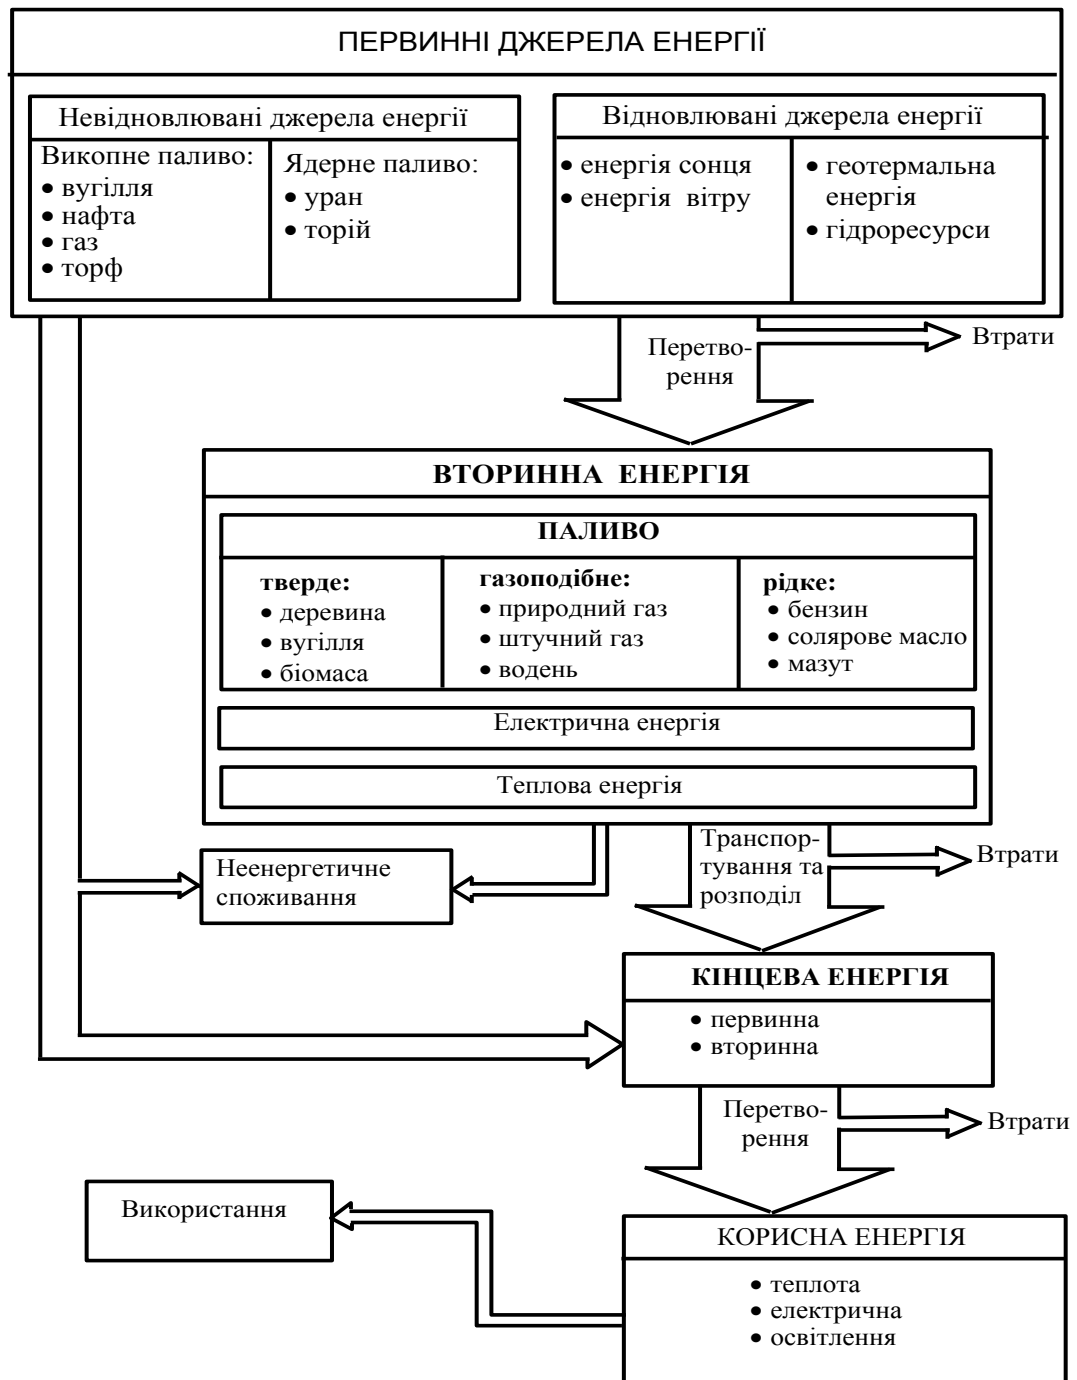 ПЕРВИННІ ДЖЕРЕЛА ЕНЕРГІЇ
Невідновлювані джерела енергії
Викопне паливо:
• вугілля
• нафта
• газ
• торф
Ядерне паливо:
• уран
• торій
Відновлювані джерела енергії
• енергія сонця
• енергія вітру
• геотермальна
енергія
• гідроресурси
Перетво-
рення
Втрати
ВТОРИННА ЕНЕРГІЯ
ПАЛИВО
тверде:
• деревина
• вугілля
• біомаса
газоподібне:
• природний газ
• штучний газ
• водень
рідке:
• бензин
• солярове масло
• мазут
Електрична енергія
Теплова енергія
Неенергетичне
споживання
Транспор-
тування та
розподіл
Втрати
КІНЦЕВА ЕНЕРГІЯ
• первинна
• вторинна
Перетво-
рення
Втрати
Використання
КОРИСНА ЕНЕРГІЯ
• теплота
• електрична
• освітлення